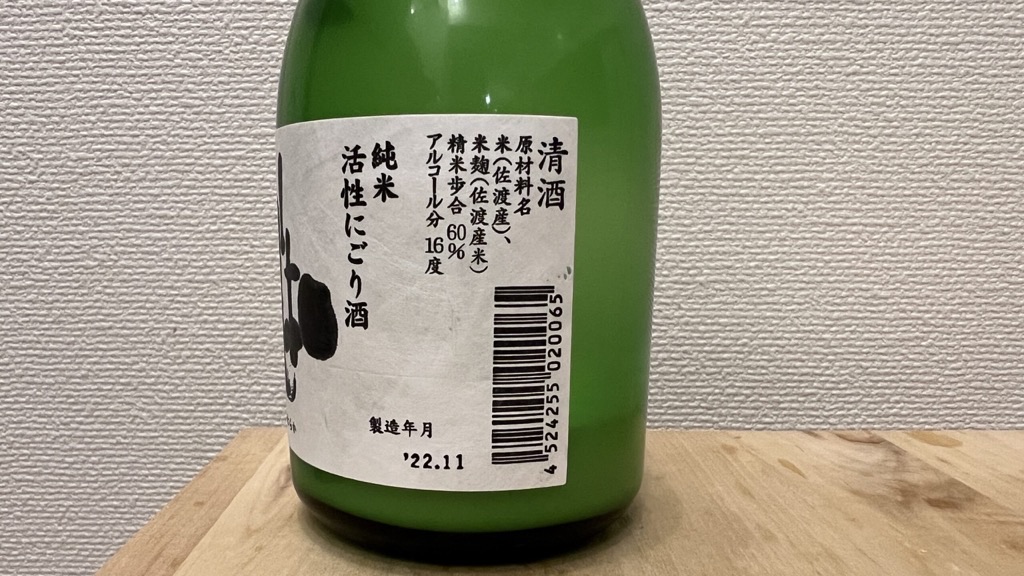 清酒
原材料名
米(佐渡産)、
米麹(佐渡産米)
精米歩合 60%
アルコール分 16度
純米
活性にごり酒
製造年月
'22.11
4 524255 020065